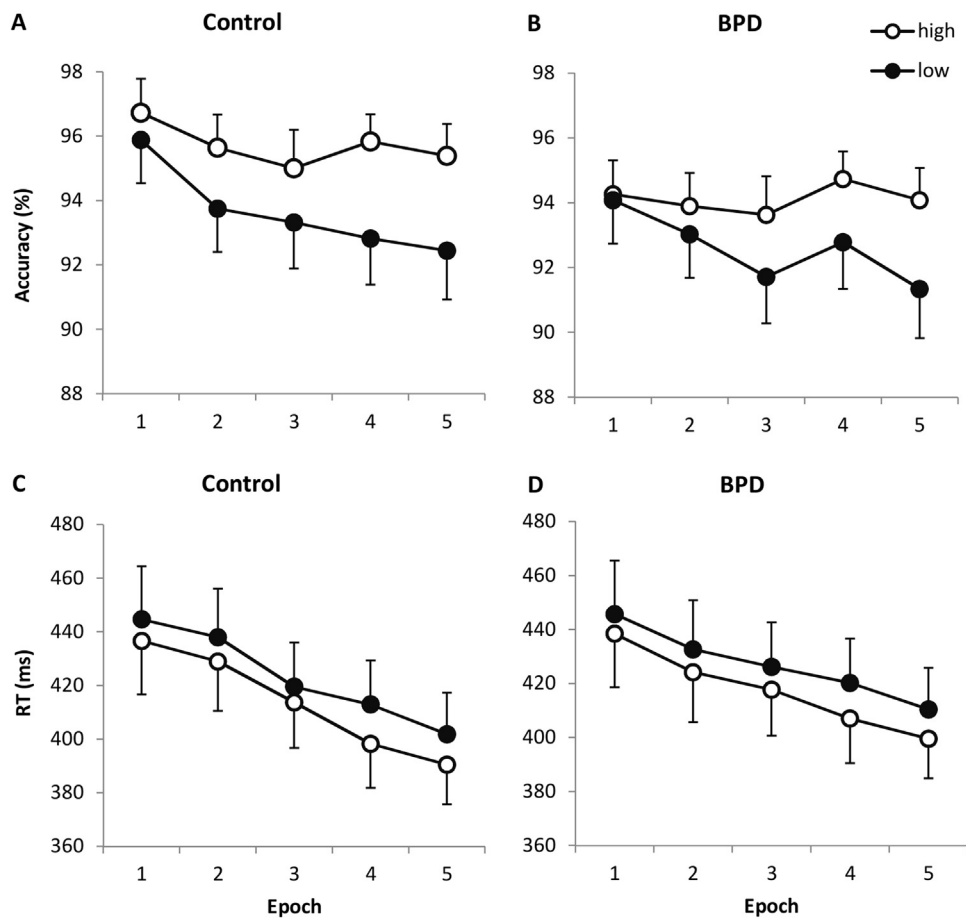 A Control
B BPD
high
low
Accuracy (%)
98
96
94
92
90
88
1 2 3 4 5
98
96
94
92
90
88
1 2 3 4 5
C Control
D BPD
RT (ms)
480
460
440
420
400
380
360
1 2 3 4 5
Epoch
480
460
440
420
400
380
360
1 2 3 4 5
Epoch